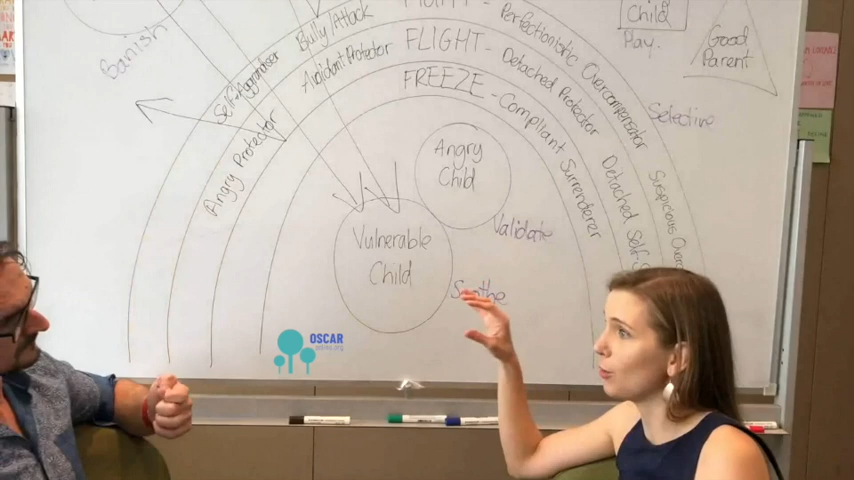 Banish
Self-Aggrandiser
Bully/Attack
FIGHT
Perfectionistic Overcompensator
Avoidant Protector
FLIGHT - Detached Protector
Angry Protector
FREEZE - Compliant Surrenderer
Detached Self-
Suspicious
Child
Play
Good
Parent
Selective
Angry
Child
Validate
Vulnerable
Child
Soothe
OSCAR